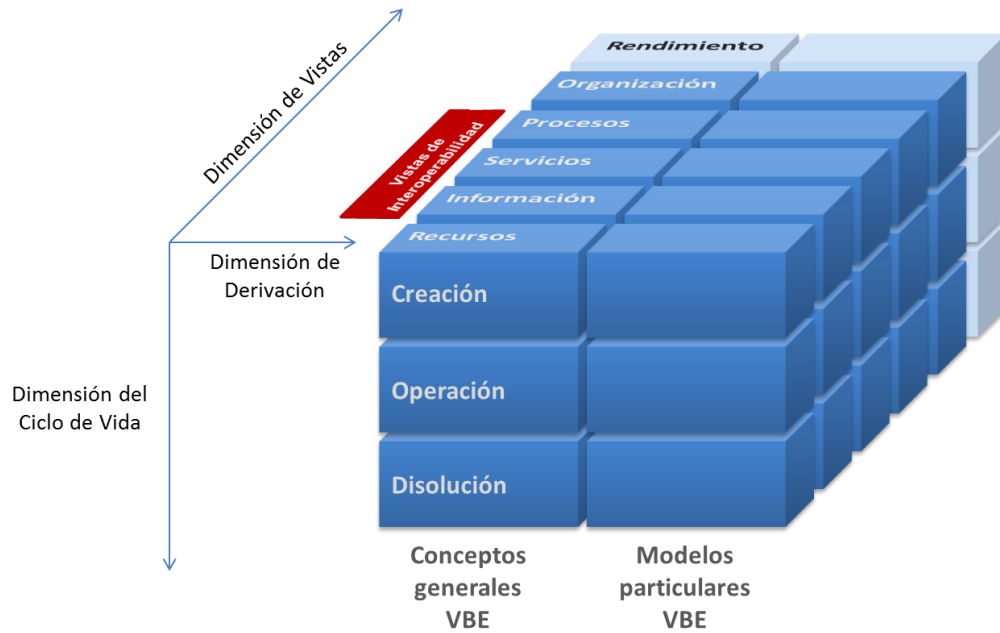 Dimensión de Vistas
Rendimiento
Organización
Procesos
Servicios
Información
Recursos
Vistas de
Interoperabilidad
Dimensión de
Derivación
Dimensión del
Ciclo de Vida
Creación
Operación
Disolución
Conceptos
generales
VBE
Modelos
particulares
VBE